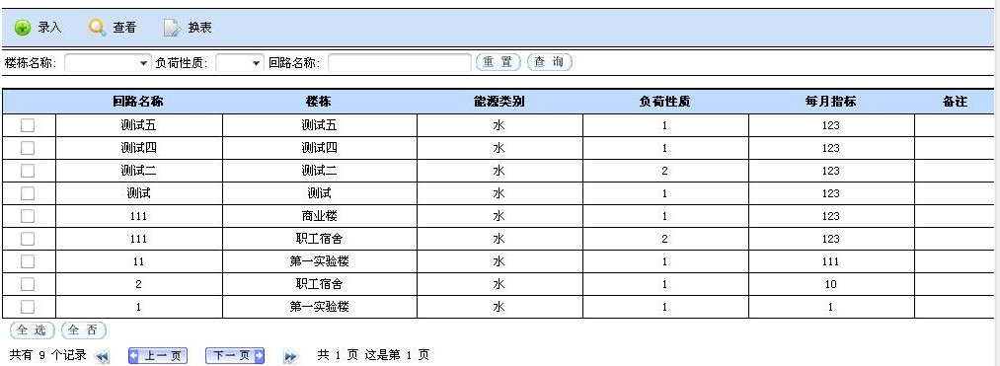 录入 查看 换表
楼栋名称: 负荷性质: 回路名称: 重 置 查 询
回路名称 楼栋 能源类别 负荷性质 每月指标 备注
测试五 测试五 水 1 123
测试四 测试四 水 1 123
测试二 测试二 水 2 123
测试 测试 水 1 123
111 商业楼 水 1 123
111 职工宿舍 水 2 123
11 第一实验楼 水 1 111
2 职工宿舍 水 1 10
1 第一实验楼 水 1 1
全 选 全 否
共有 9 个记录 上一页 下一页 共 1 页 这是第 1 页